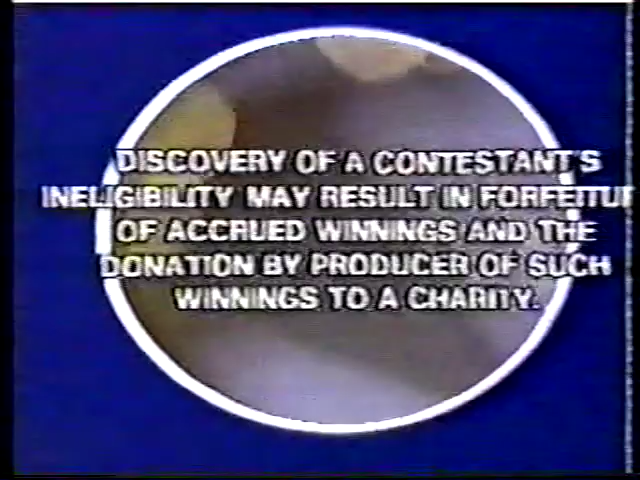 DISCOVERY OF A CONTESTANT'S
INELIGIBILITY MAY RESULT IN FORFEITUR
OF ACCRUED WINNINGS AND THE
DONATION BY PRODUCER OF SUCH
WINNINGS TO A CHARITY.